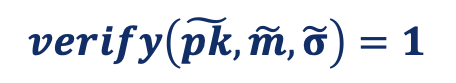 verify(p̃k, m̃, σ̃) = 1